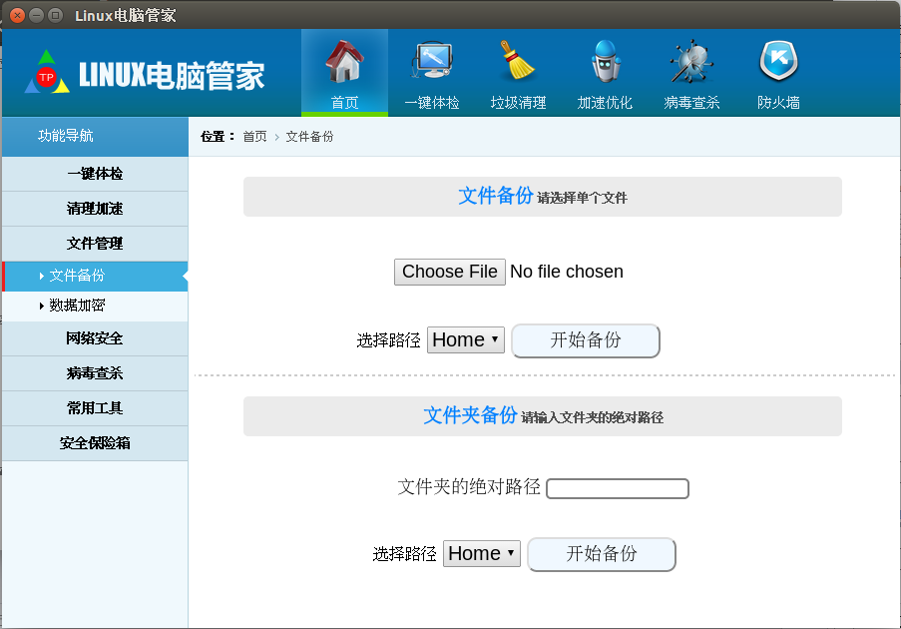 Linux电脑管家
TP LINUX电脑管家
首页 一键体检 垃圾清理 加速优化 病毒查杀 防火墙
功能导航
位置： 首页 › 文件备份
一键体检
清理加速
文件管理
文件备份
数据加密
网络安全
病毒查杀
常用工具
安全保险箱
文件备份 请选择单个文件
Choose File No file chosen
选择路径 Home 开始备份
文件夹备份 请输入文件夹的绝对路径
文件夹的绝对路径
选择路径 Home 开始备份